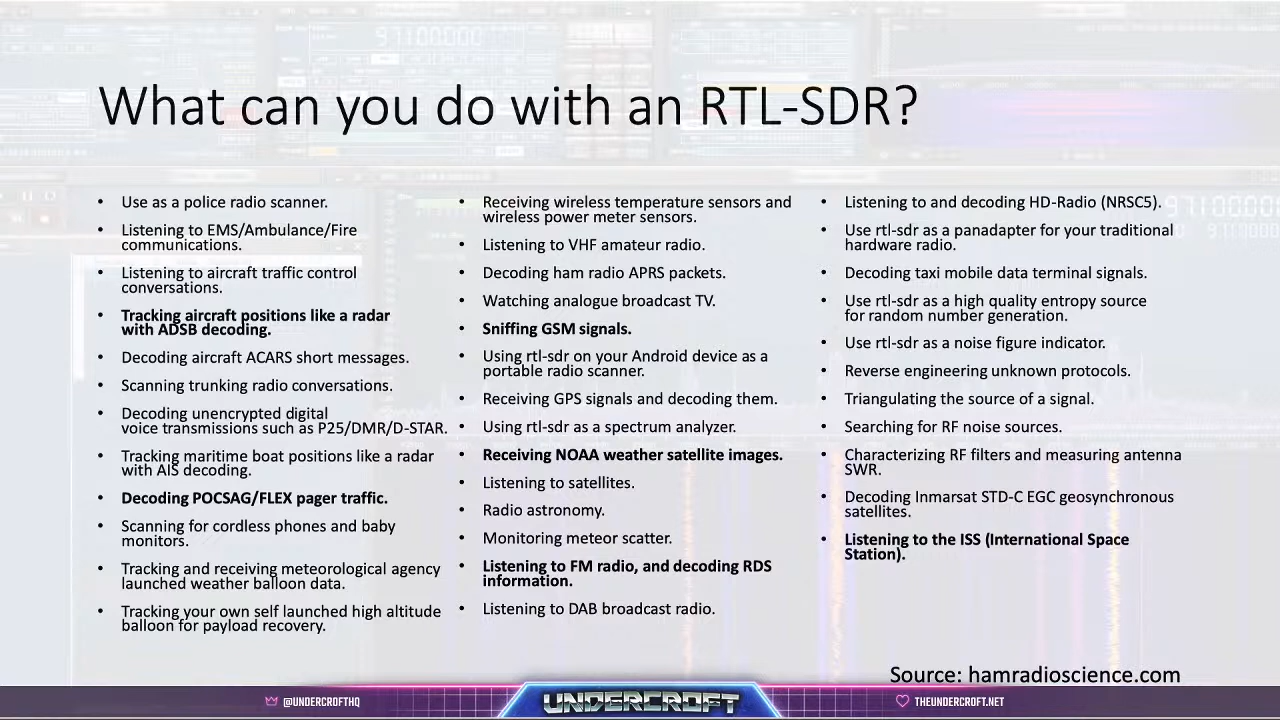 97100.000
What can you do with an RTL-SDR?
• Use as a police radio scanner.
• Listening to EMS/Ambulance/Fire
communications.
• Listening to aircraft traffic control
conversations.
• Tracking aircraft positions like a radar
with ADSB decoding.
• Decoding aircraft ACARS short messages.
• Scanning trunking radio conversations.
• Decoding unencrypted digital
voice transmissions such as P25/DMR/D-STAR.
• Tracking maritime boat positions like a radar
with AIS decoding.
• Decoding POCSAG/FLEX pager traffic.
• Scanning for cordless phones and baby
monitors.
• Tracking and receiving meteorological agency
launched weather balloon data.
• Tracking your own self launched high altitude
balloon for payload recovery.
• Receiving wireless temperature sensors and
wireless power meter sensors.
• Listening to VHF amateur radio.
• Decoding ham radio APRS packets.
• Watching analogue broadcast TV.
• Sniffing GSM signals.
• Using rtl-sdr on your Android device as a
portable radio scanner.
• Receiving GPS signals and decoding them.
• Using rtl-sdr as a spectrum analyzer.
• Receiving NOAA weather satellite images.
• Listening to satellites.
• Radio astronomy.
• Monitoring meteor scatter.
• Listening to FM radio, and decoding RDS
information.
• Listening to DAB broadcast radio.
• Listening to and decoding HD-Radio (NRSC5).
• Use rtl-sdr as a panadapter for your traditional
hardware radio.
• Decoding taxi mobile data terminal signals.
• Use rtl-sdr as a high quality entropy source
for random number generation.
• Use rtl-sdr as a noise figure indicator.
• Reverse engineering unknown protocols.
• Triangulating the source of a signal.
• Searching for RF noise sources.
• Characterizing RF filters and measuring antenna
SWR.
• Decoding Inmarsat STD-C EGC geosynchronous
satellites.
• Listening to the ISS (International Space
Station).
Source: hamradioscience.com
@UNDERCROFTHQ
UNDERCROFT
THEUNDERCROFT.NET